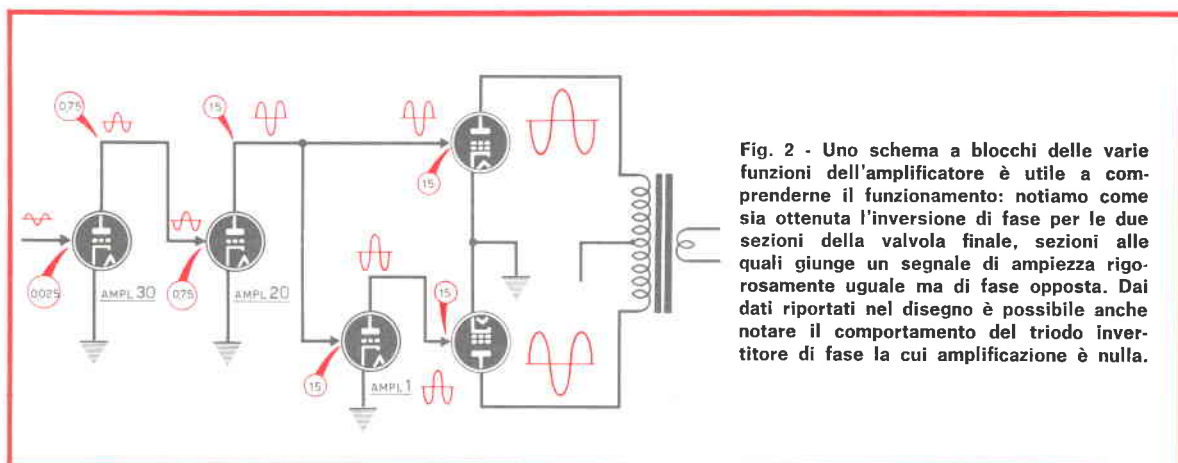 0,75
15
15
0,025
AMPL 30
0,75
AMPL 20
15
15
AMPL 1
Fig. 2 - Uno schema a blocchi delle varie
funzioni dell'amplificatore è utile a com-
prenderne il funzionamento: notiamo come
sia ottenuta l'inversione di fase per le due
sezioni della valvola finale, sezioni alle
quali giunge un segnale di ampiezza rigo-
rosamente uguale ma di fase opposta. Dai
dati riportati nel disegno è possibile anche
notare il comportamento del triodo inver-
titore di fase la cui amplificazione è nulla.